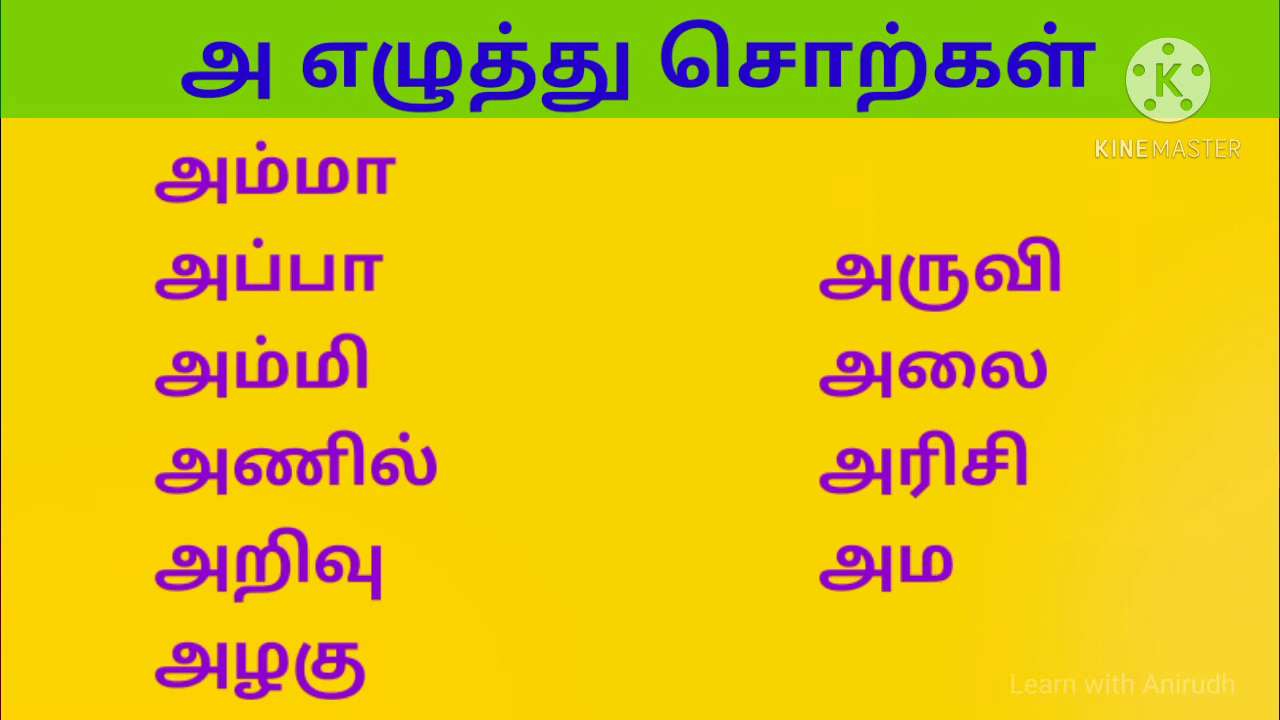 அ எழுத்து சொற்கள்
K
KINEMASTER
அம்மா
அப்பா
அம்மி
அணில்
அறிவு
அழகு
அருவி
அலை
அரிசி
அம
Learn with Anirudh